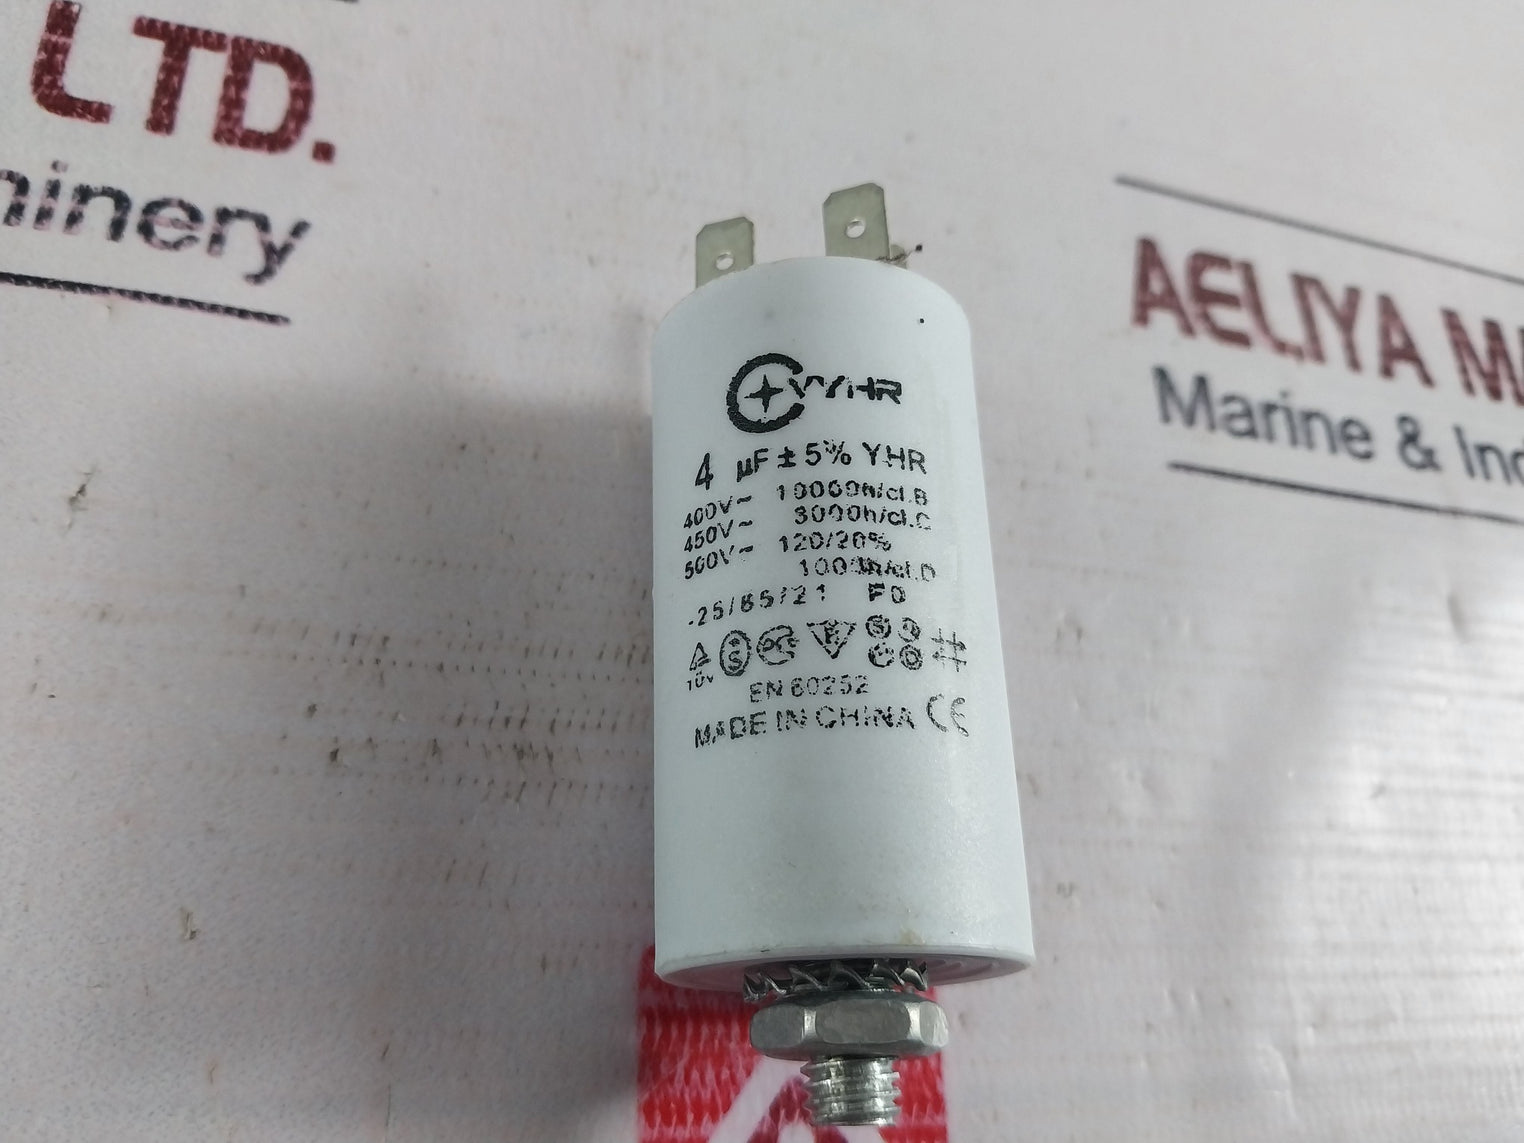 LTD.
hinery
AELIYA M
Marine & Ind
YHR
4 µF ± 5% YHR
400V~ 10000h/cl.B
450V~ 3000h/cl.C
500V~ 120/20%
1000h/cl.D
-25/85/21 F0
10v
EN 60252
MADE IN CHINA CE